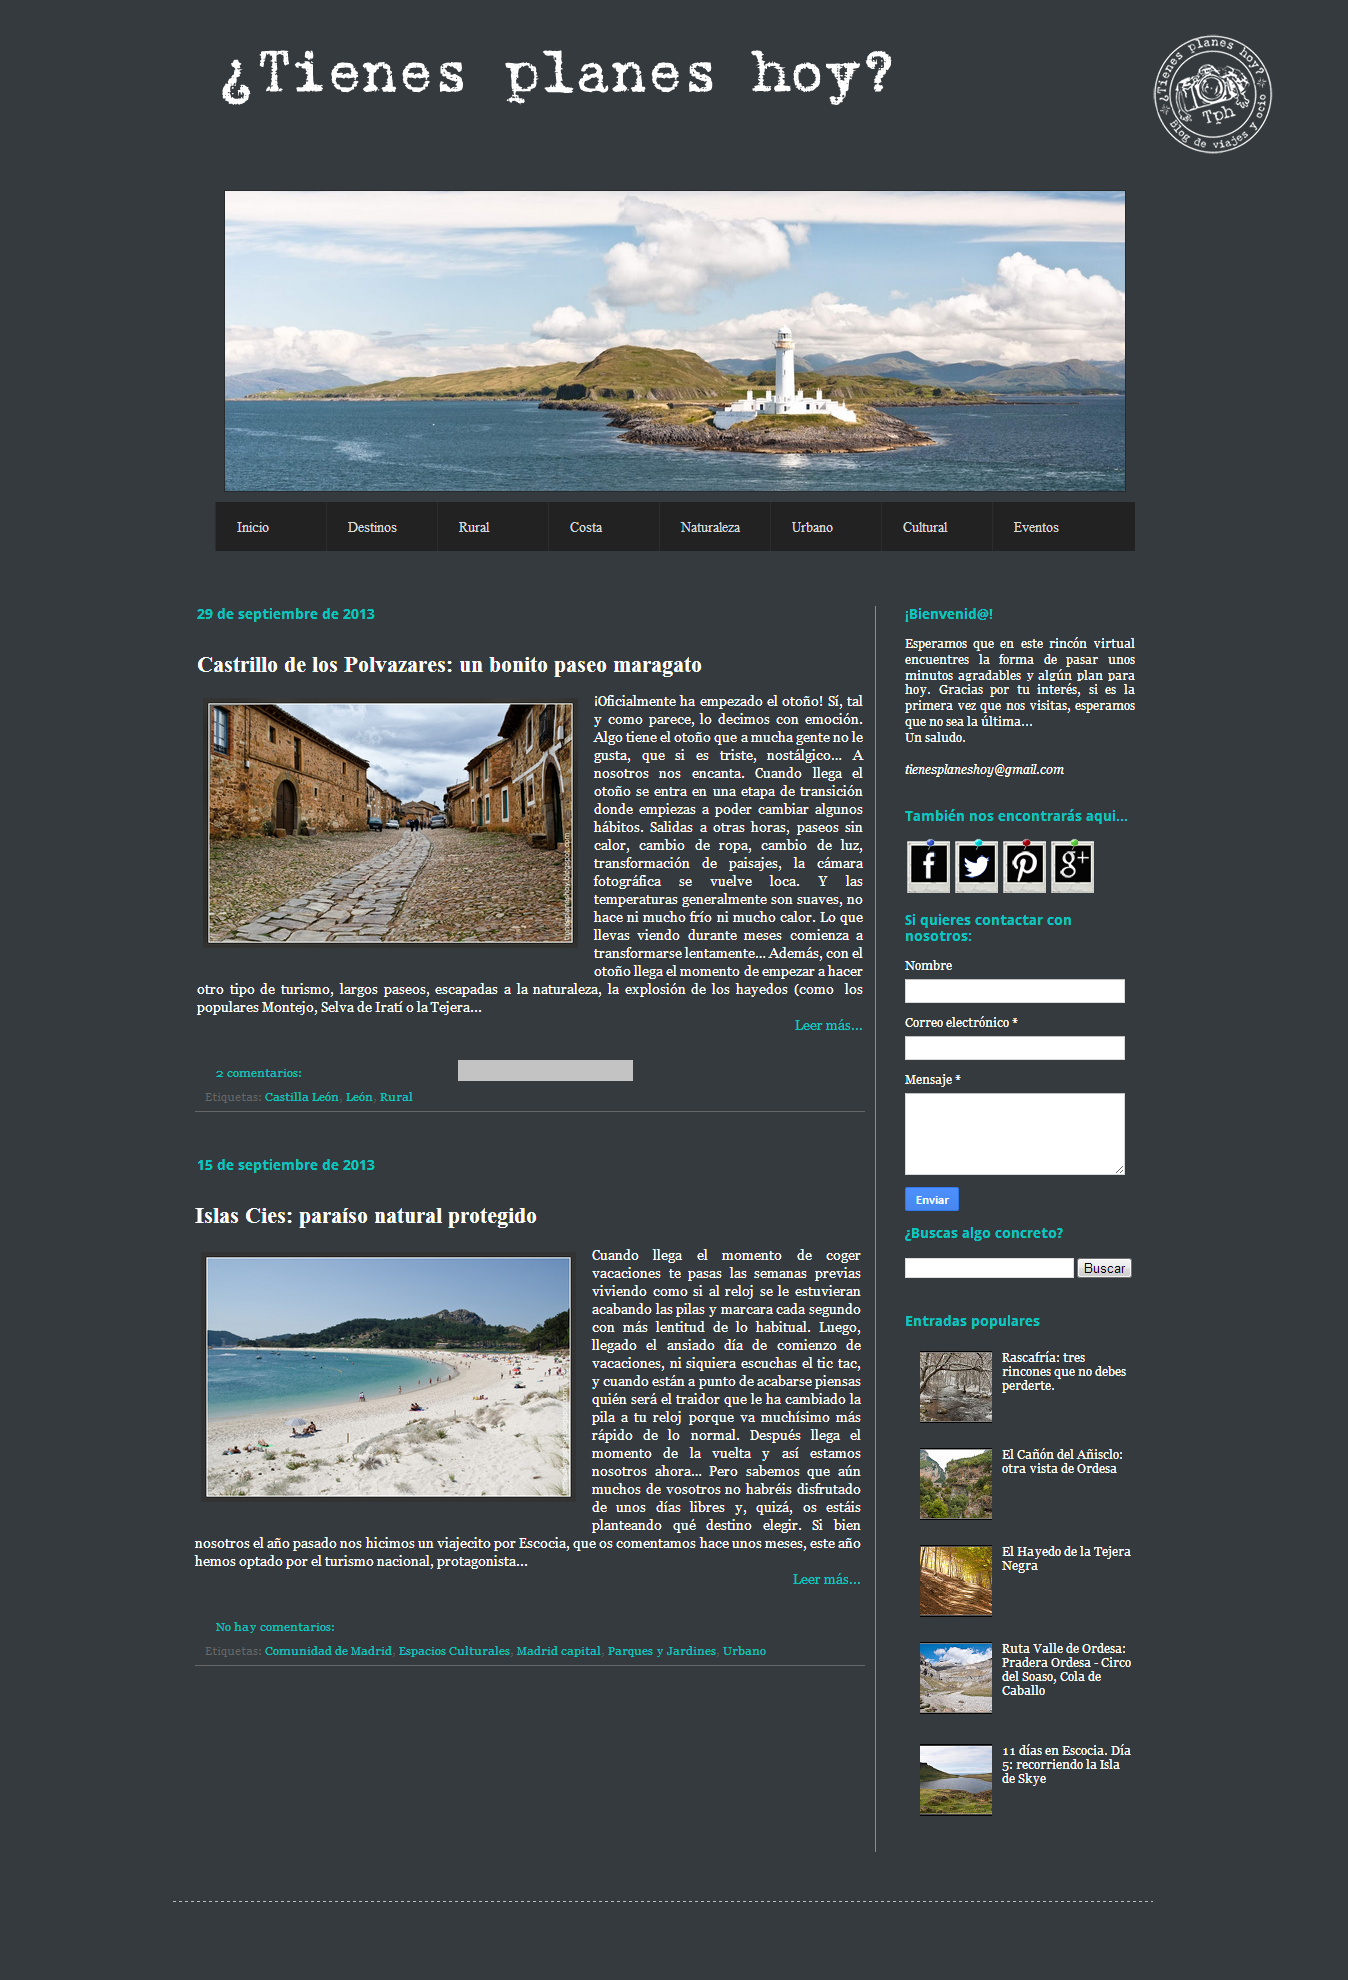 ¿Tienes planes hoy?
¿Tienes planes hoy?
Tph
Blog de viajes y ocio
Inicio
Destinos
Rural
Costa
Naturaleza
Urbano
Cultural
Eventos
29 de septiembre de 2013
Castrillo de los Polvazares: un bonito paseo maragato
¡Oficialmente ha empezado el otoño! Sí, tal
y como parece, lo decimos con emoción.
Algo tiene el otoño que a mucha gente no le
gusta, que si es triste, nostálgico... A
nosotros nos encanta. Cuando llega el
otoño se entra en una etapa de transición
donde empiezas a poder cambiar algunos
hábitos. Salidas a otras horas, paseos sin
calor, cambio de ropa, cambio de luz,
transformación de paisajes, la cámara
fotográfica se vuelve loca. Y las
temperaturas generalmente son suaves, no
hace ni mucho frío ni mucho calor. Lo que
llevas viendo durante meses comienza a
transformarse lentamente... Además, con el
otoño llega el momento de empezar a hacer
otro tipo de turismo, largos paseos, escapadas a la naturaleza, la explosión de los hayedos (como los
populares Montejo, Selva de Iratí o la Tejera...
Leer más...
2 comentarios:
Etiquetas: Castilla León, León, Rural
15 de septiembre de 2013
Islas Cies: paraíso natural protegido
Cuando llega el momento de coger
vacaciones te pasas las semanas previas
viviendo como si al reloj se le estuvieran
acabando las pilas y marcara cada segundo
con más lentitud de lo habitual. Luego,
llegado el ansiado día de comienzo de
vacaciones, ni siquiera escuchas el tic tac,
y cuando están a punto de acabarse piensas
quién será el traidor que le ha cambiado la
pila a tu reloj porque va muchísimo más
rápido de lo normal. Después llega el
momento de la vuelta y así estamos
nosotros ahora... Pero sabemos que aún
muchos de vosotros no habréis disfrutado
de unos días libres y, quizá, os estáis
planteando qué destino elegir. Si bien
nosotros el año pasado nos hicimos un viajecito por Escocia, que os comentamos hace unos meses, este año
hemos optado por el turismo nacional, protagonista...
Leer más...
No hay comentarios:
Etiquetas: Comunidad de Madrid, Espacios Culturales, Madrid capital, Parques y Jardines, Urbano
¡Bienvenid@!
Esperamos que en este rincón virtual
encuentres la forma de pasar unos
minutos agradables y algún plan para
hoy. Gracias por tu interés, si es la
primera vez que nos visitas, esperamos
que no sea la última...
Un saludo.
tienesplaneshoy@gmail.com
También nos encontrarás aqui...
f
g+
Si quieres contactar con
nosotros:
Nombre
Correo electrónico *
Mensaje *
Enviar
¿Buscas algo concreto?
Buscar
Entradas populares
Rascafría: tres
rincones que no debes
perderte.
El Cañón del Añisclo:
otra vista de Ordesa
El Hayedo de la Tejera
Negra
Ruta Valle de Ordesa:
Pradera Ordesa - Circo
del Soaso, Cola de
Caballo
11 días en Escocia. Día
5: recorriendo la Isla
de Skye